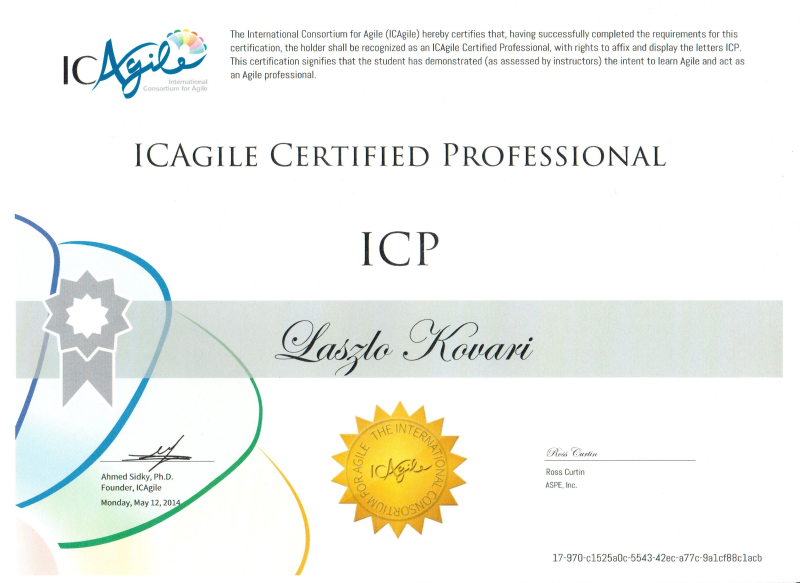 The International Consortium for Agile (ICAgile) hereby certifies that, having successfully completed the requirements for this
certification, the holder shall be recognized as an ICAgile Certified Professional, with rights to affix and display the letters ICP.
This certification signifies that the student has demonstrated (as assessed by instructors) the intent to learn Agile and act as
an Agile professional.
ICAgile
International
Consortium for Agile
ICAGILE CERTIFIED PROFESSIONAL
ICP
Laszlo Kovari
THE INTERNATIONAL CONSORTIUM FOR AGILE
ICAgile
Ahmed Sidky, Ph.D.
Founder, ICAgile
Monday, May 12, 2014
Ross Curtin
Ross Curtin
ASPE, Inc.
17-970-c1525a0c-5543-42ec-a77c-9a1cf88c1acb